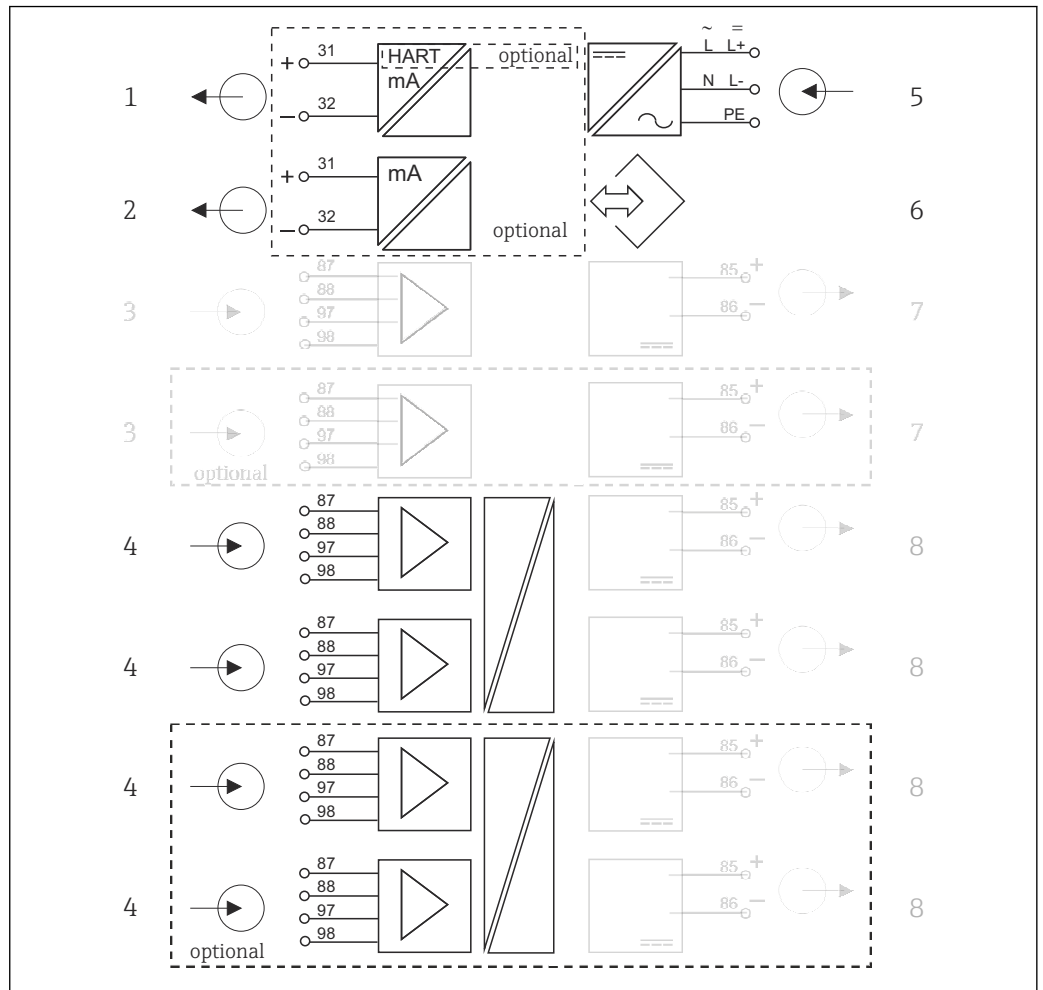 ~ =
31 HART optional L L+
+
1 mA N L- 5
32
− PE
31
+ mA
2 6
32
− optional
87 85 +
88
3 97 86 − 7
98
87 85 +
88
3 97 86 − 7
98
optional
87 85 +
88
4 97 86 − 8
98
87 85 +
88
4 97 86 − 8
98
87 85 +
88
4 97 86 − 8
98
87 85 +
88
4 97 86 − 8
98
optional